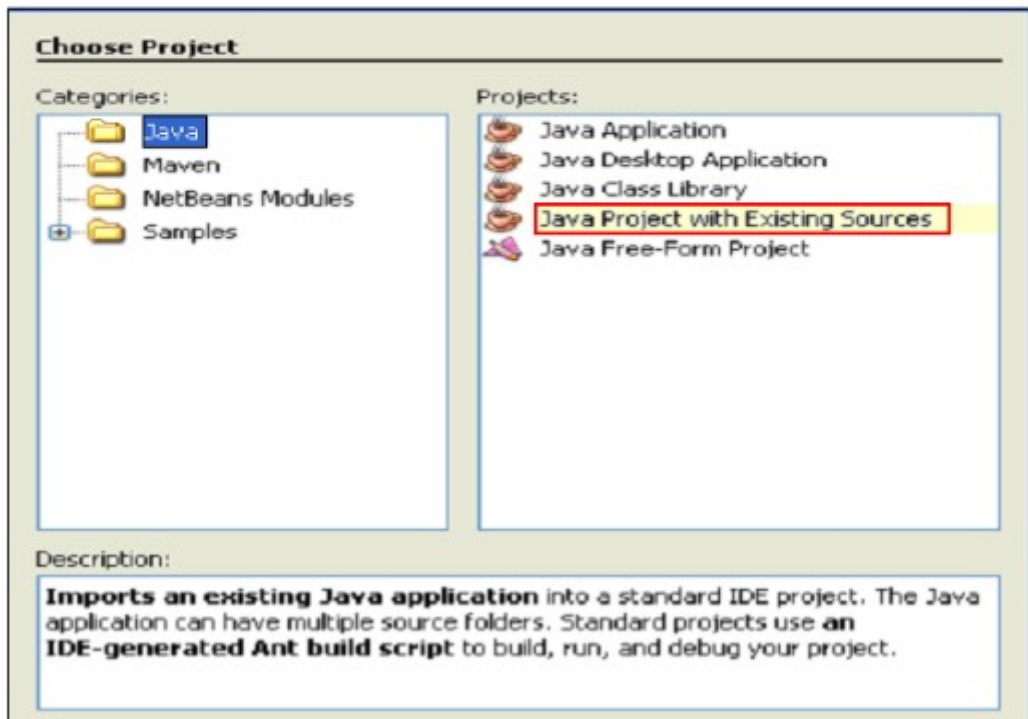 Choose Project
Categories:
Java
Maven
NetBeans Modules
Samples
Projects:
Java Application
Java Desktop Application
Java Class Library
Java Project with Existing Sources
Java Free-Form Project
Description:
Imports an existing Java application into a standard IDE project. The Java
application can have multiple source folders. Standard projects use an
IDE-generated Ant build script to build, run, and debug your project.